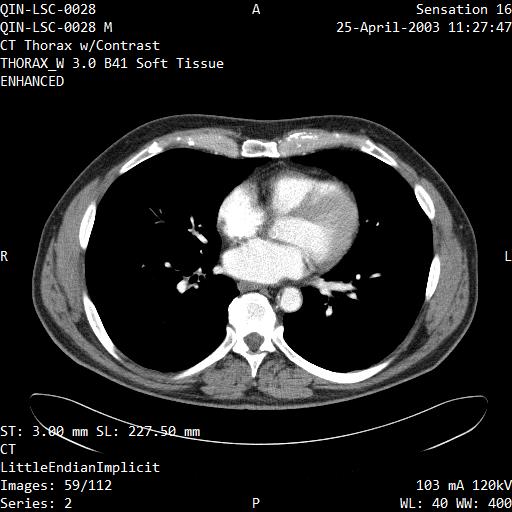 QIN-LSC-0028
A
Sensation 16
QIN-LSC-0028 M
25-April-2003 11:27:47
CT Thorax w/Contrast
THORAX_W 3.0 B41 Soft Tissue
ENHANCED
R
L
ST: 3.00 mm SL: 227.50 mm
CT
LittleEndianImplicit
Images: 59/112
103 mA 120kV
Series: 2
P
WL: 40 WW: 400